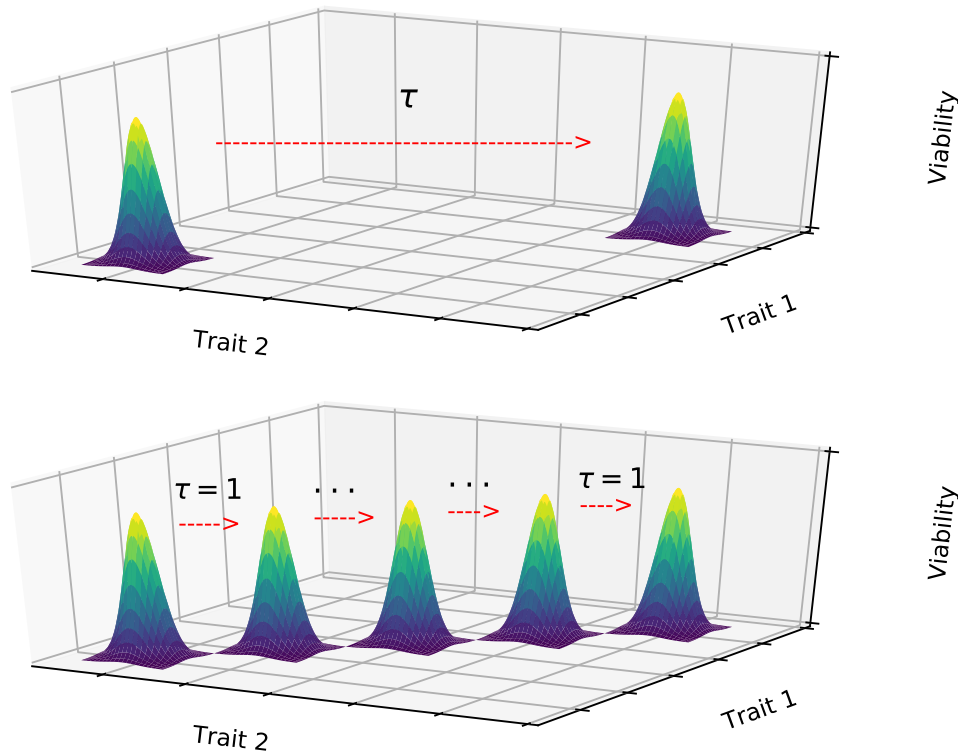 τ
Viability
Trait 1
Trait 2
τ = 1
. . .
. . .
τ = 1
Viability
Trait 1
Trait 2